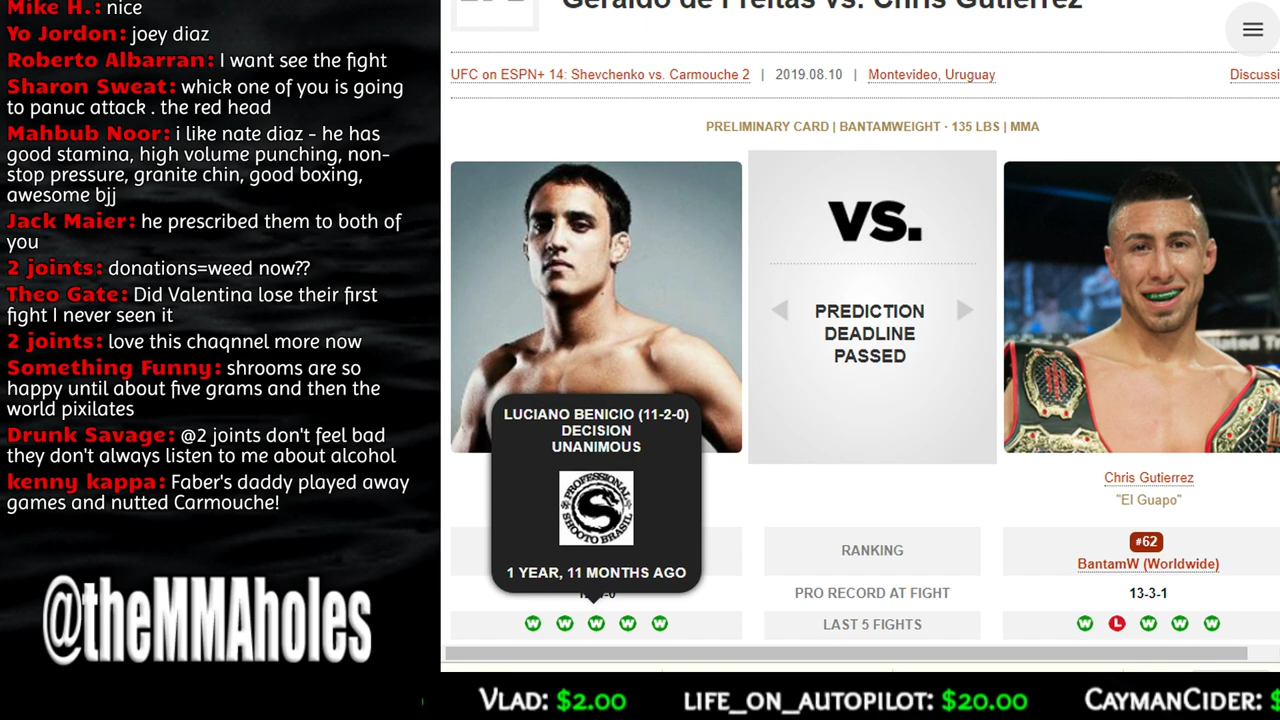 Mike H.: nice
Yo Jordon: joey diaz
Roberto Albarran: I want see the fight
Sharon Sweat: whick one of you is going
to panuc attack . the red head
Mahbub Noor: i like nate diaz - he has
good stamina, high volume punching, non-
stop pressure, granite chin, good boxing,
awesome bjj
Jack Maier: he prescribed them to both of
you
2 joints: donations=weed now??
Theo Gate: Did Valentina lose their first
fight I never seen it
2 joints: love this chaqnnel more now
Something Funny: shrooms are so
happy until about five grams and then the
world pixilates
Drunk Savage: @2 joints don't feel bad
they don't always listen to me about alcohol
kenny kappa: Faber's daddy played away
games and nutted Carmouche!
@theMMAholes
Geraldo de Freitas vs. Chris Gutierrez
UFC on ESPN+ 14: Shevchenko vs. Carmouche 2 | 2019.08.10 | Montevideo, Uruguay
Discussi
PRELIMINARY CARD | BANTAMWEIGHT · 135 LBS | MMA
VS.
PREDICTION
DEADLINE
PASSED
LUCIANO BENICIO (11-2-0)
DECISION
UNANIMOUS
PROFESSIONAL
SHOOTO BRASIL
1 YEAR, 11 MONTHS AGO
Chris Gutierrez
"El Guapo"
RANKING
#62
BantamW (Worldwide)
PRO RECORD AT FIGHT
13-3-1
W W W W W
LAST 5 FIGHTS
W L W W W
VLAD: $2.00 LIFE_ON_AUTOPILOT: $20.00 CAYMANCIDER: $